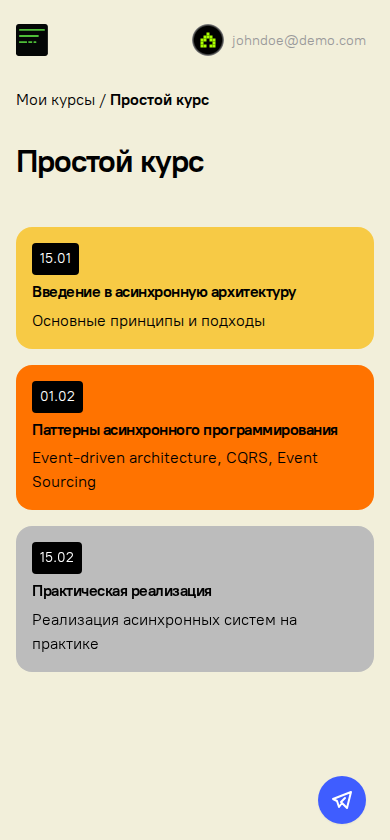 johndoe@demo.com
Мои курсы / Простой курс
Простой курс
15.01
Введение в асинхронную архитектуру
Основные принципы и подходы
01.02
Паттерны асинхронного программирования
Event-driven architecture, CQRS, Event
Sourcing
15.02
Практическая реализация
Реализация асинхронных систем на
практике